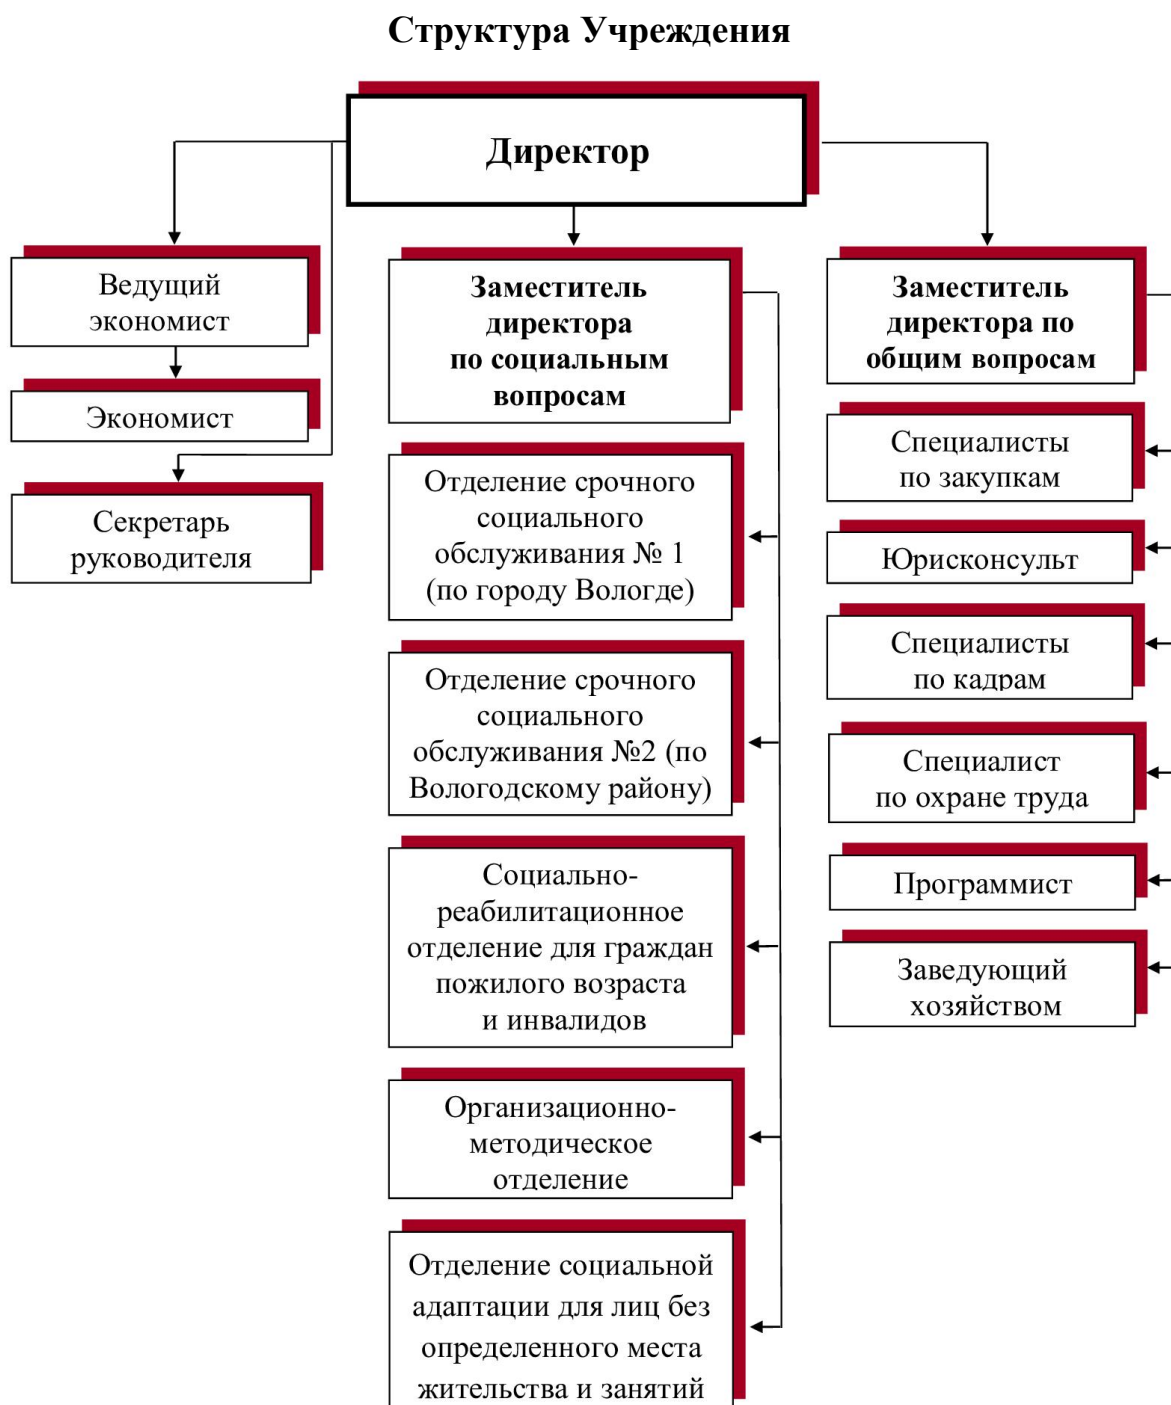 Структура Учреждения
Директор
Ведущий
экономист
Экономист
Секретарь
руководителя
Заместитель
директора
по социальным
вопросам
Отделение срочного
социального
обслуживания № 1
(по городу Вологде)
Отделение срочного
социального
обслуживания №2 (по
Вологодскому району)
Социально-
реабилитационное
отделение для граждан
пожилого возраста
и инвалидов
Организационно-
методическое
отделение
Отделение социальной
адаптации для лиц без
определенного места
жительства и занятий
Заместитель
директора по
общим вопросам
Специалисты
по закупкам
Юрисконсульт
Специалисты
по кадрам
Специалист
по охране труда
Программист
Заведующий
хозяйством